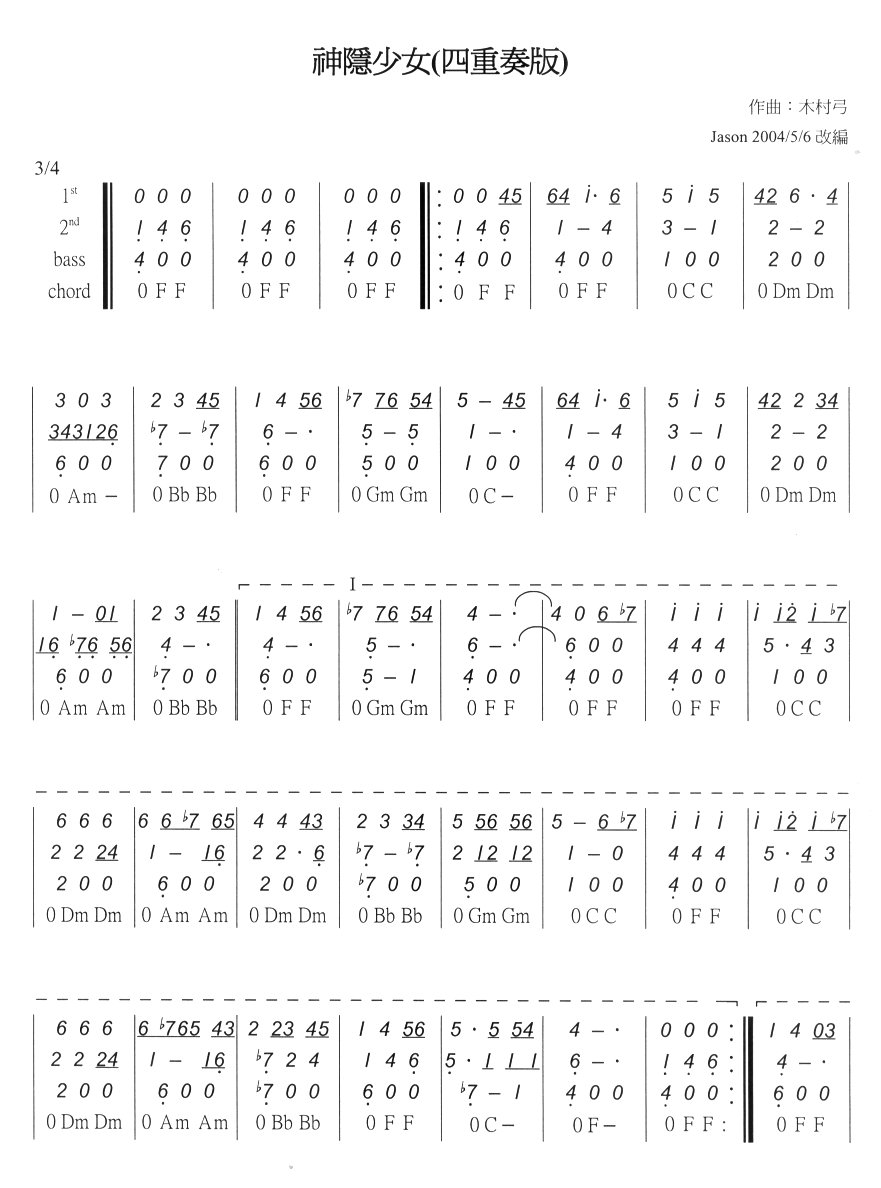 神隱少女(四重奏版)
作曲：木村弓
Jason 2004/5/6 改編
3/4
1st 0 0 0 | 0 0 0 | 0 0 0 |: 0 0 45 | 64 i· 6 | 5 i 5 | 42 6 · 4 |
2nd 1 4 6 | 1 4 6 | 1 4 6 |: 1 4 6 | 1 – 4 | 3 – 1 | 2 – 2 |
bass 4 0 0 | 4 0 0 | 4 0 0 |: 4 0 0 | 4 0 0 | 1 0 0 | 2 0 0 |
chord 0 F F | 0 F F | 0 F F |: 0 F F | 0 F F | 0 C C | 0 Dm Dm |
| 3 0 3 | 2 3 45 | 1 4 56 | ♭7 76 54 | 5 – 45 | 64 i· 6 | 5 i 5 | 42 2 34 |
| 343126 | ♭7 – ♭7 | 6 – · | 5 – 5 | 1 – · | 1 – 4 | 3 – 1 | 2 – 2 |
| 6 0 0 | 7 0 0 | 6 0 0 | 5 0 0 | 1 0 0 | 4 0 0 | 1 0 0 | 2 0 0 |
| 0 Am – | 0 Bb Bb | 0 F F | 0 Gm Gm | 0 C – | 0 F F | 0 C C | 0 Dm Dm |
I
| 1 – 01 | 2 3 45 || 1 4 56 | ♭7 76 54 | 4 – · | 4 0 6 ♭7 | i i i | i i2 i ♭7 |
| 16 ♭76 56 | 4 – · || 4 – · | 5 – · | 6 – · | 6 0 0 | 4 4 4 | 5 · 4 3 |
| 6 0 0 | ♭7 0 0 || 6 0 0 | 5 – 1 | 4 0 0 | 4 0 0 | 4 0 0 | 1 0 0 |
| 0 Am Am | 0 Bb Bb || 0 F F | 0 Gm Gm | 0 F F | 0 F F | 0 F F | 0 C C |
| 6 6 6 | 6 6 ♭7 65 | 4 4 43 | 2 3 34 | 5 56 56 | 5 – 6 ♭7 | i i i | i i2 i ♭7 |
| 2 2 24 | 1 – 16 | 2 2 · 6 | ♭7 – ♭7 | 2 12 12 | 1 – 0 | 4 4 4 | 5 · 4 3 |
| 2 0 0 | 6 0 0 | 2 0 0 | ♭7 0 0 | 5 0 0 | 1 0 0 | 4 0 0 | 1 0 0 |
| 0 Dm Dm | 0 Am Am | 0 Dm Dm | 0 Bb Bb | 0 Gm Gm | 0 C C | 0 F F | 0 C C |
| 6 6 6 | 6 ♭765 43 | 2 23 45 | 1 4 56 | 5 · 5 54 | 4 – · | 0 0 0 :|| 1 4 03 |
| 2 2 24 | 1 – 16 | ♭7 2 4 | 1 4 6 | 5 · 1 1 1 | 6 – · | 1 4 6 :|| 4 – · |
| 2 0 0 | 6 0 0 | ♭7 0 0 | 6 0 0 | ♭7 – 1 | 4 0 0 | 4 0 0 :|| 6 0 0 |
| 0 Dm Dm | 0 Am Am | 0 Bb Bb | 0 F F | 0 C – | 0 F – | 0 F F :|| 0 F F |